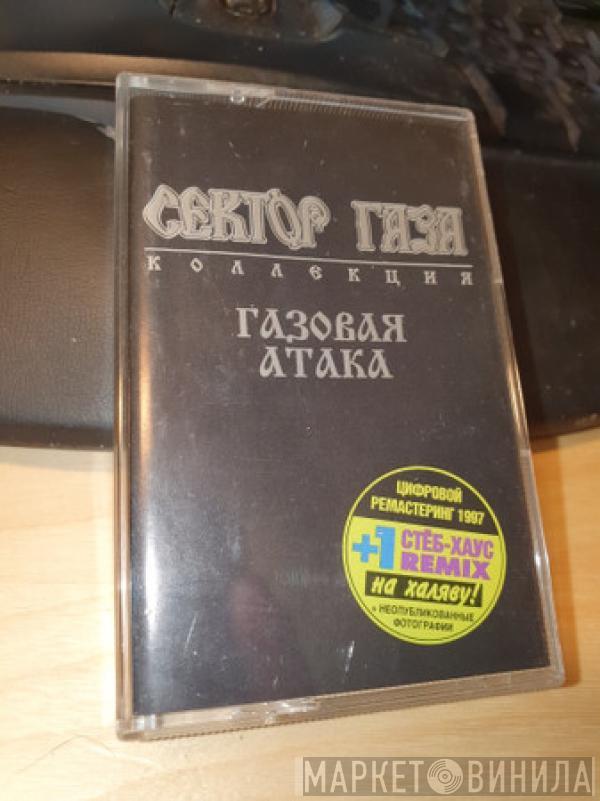 СЕКТОР ГАЗА
КОЛЛЕКЦИЯ
ГАЗОВАЯ
АТАКА
ЦИФРОВОЙ
РЕМАСТЕРИНГ 1997
+1 СТЁБ-ХАУС
REMIX
на халяву!
+ НЕОПУБЛИКОВАННЫЕ
ФОТОГРАФИИ
МАРКЕТ ВИНИЛА